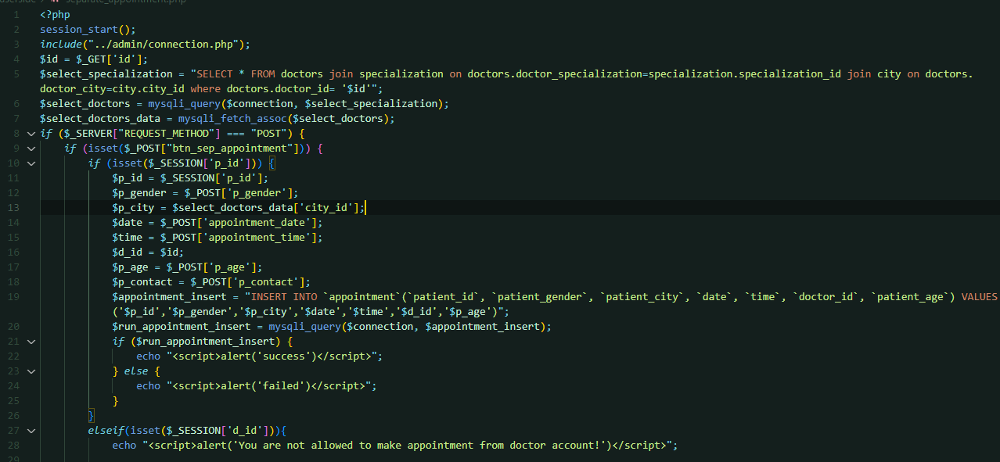 separate_appointment.php
1 <?php
2 session_start();
3 include("../admin/connection.php");
4 $id = $_GET['id'];
5 $select_specialization = "SELECT * FROM doctors join specialization on doctors.doctor_specialization=specialization.specialization_id join city on doctors.
doctor_city=city.city_id where doctors.doctor_id= '$id'";
6 $select_doctors = mysqli_query($connection, $select_specialization);
7 $select_doctors_data = mysqli_fetch_assoc($select_doctors);
8 if ($_SERVER["REQUEST_METHOD"] === "POST") {
9 if (isset($_POST["btn_sep_appointment"])) {
10 if (isset($_SESSION['p_id'])) {
11 $p_id = $_SESSION['p_id'];
12 $p_gender = $_POST['p_gender'];
13 $p_city = $select_doctors_data['city_id'];
14 $date = $_POST['appointment_date'];
15 $time = $_POST['appointment_time'];
16 $d_id = $id;
17 $p_age = $_POST['p_age'];
18 $p_contact = $_POST['p_contact'];
19 $appointment_insert = "INSERT INTO `appointment`(`patient_id`, `patient_gender`, `patient_city`, `date`, `time`, `doctor_id`, `patient_age`) VALUES
('$p_id','$p_gender','$p_city','$date','$time','$d_id','$p_age')";
20 $run_appointment_insert = mysqli_query($connection, $appointment_insert);
21 if ($run_appointment_insert) {
22 echo "<script>alert('success')</script>";
23 } else {
24 echo "<script>alert('failed')</script>";
25 }
26 }
27 elseif(isset($_SESSION['d_id'])){
28 echo "<script>alert('You are not allowed to make appointment from doctor account!')</script>";
29